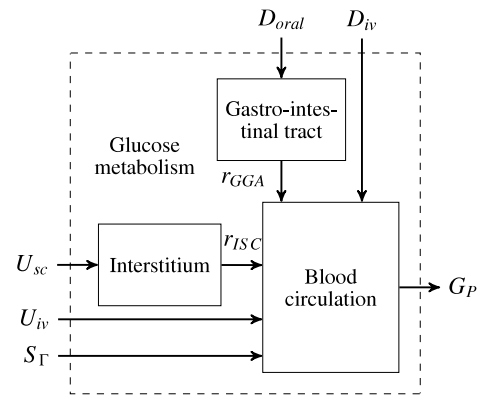 D_oral
D_iv
Gastro-intes-
tinal tract
Glucose
metabolism
r_GGA
r_ISC
U_sc
Interstitium
Blood
circulation
G_P
U_iv
S_Γ